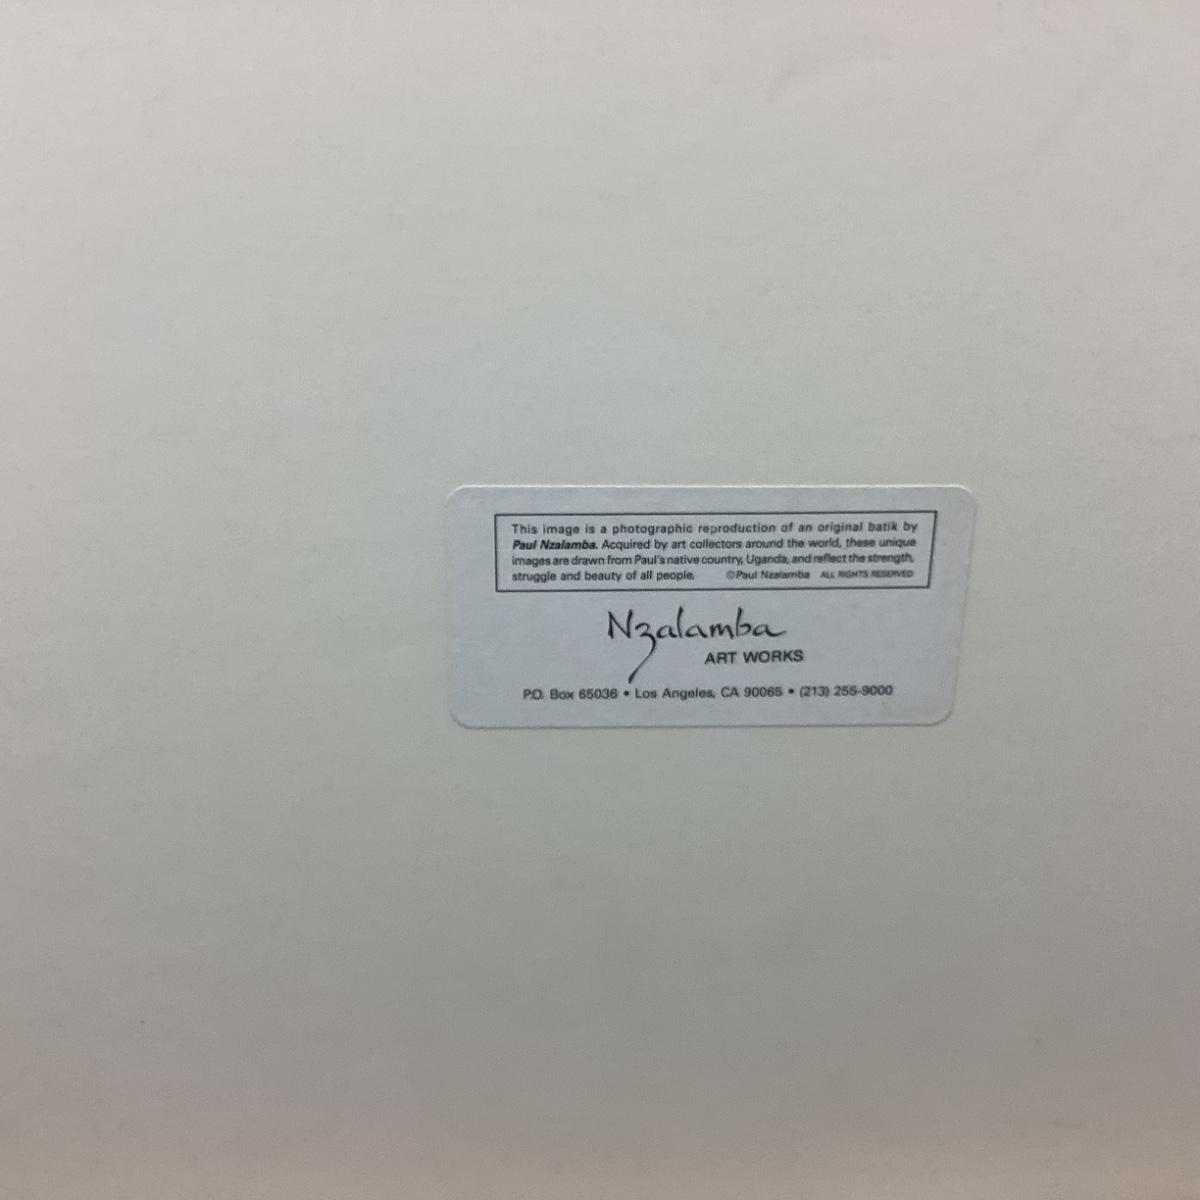 This image is a photographic reproduction of an original batik by
Paul Nzalamba. Acquired by art collectors around the world, these unique
images are drawn from Paul's native country, Uganda, and reflect the strength,
struggle and beauty of all people. ©Paul Nzalamba ALL RIGHTS RESERVED
Nzalamba
ART WORKS
P.O. Box 65036 • Los Angeles, CA 90065 • (213) 255-9000